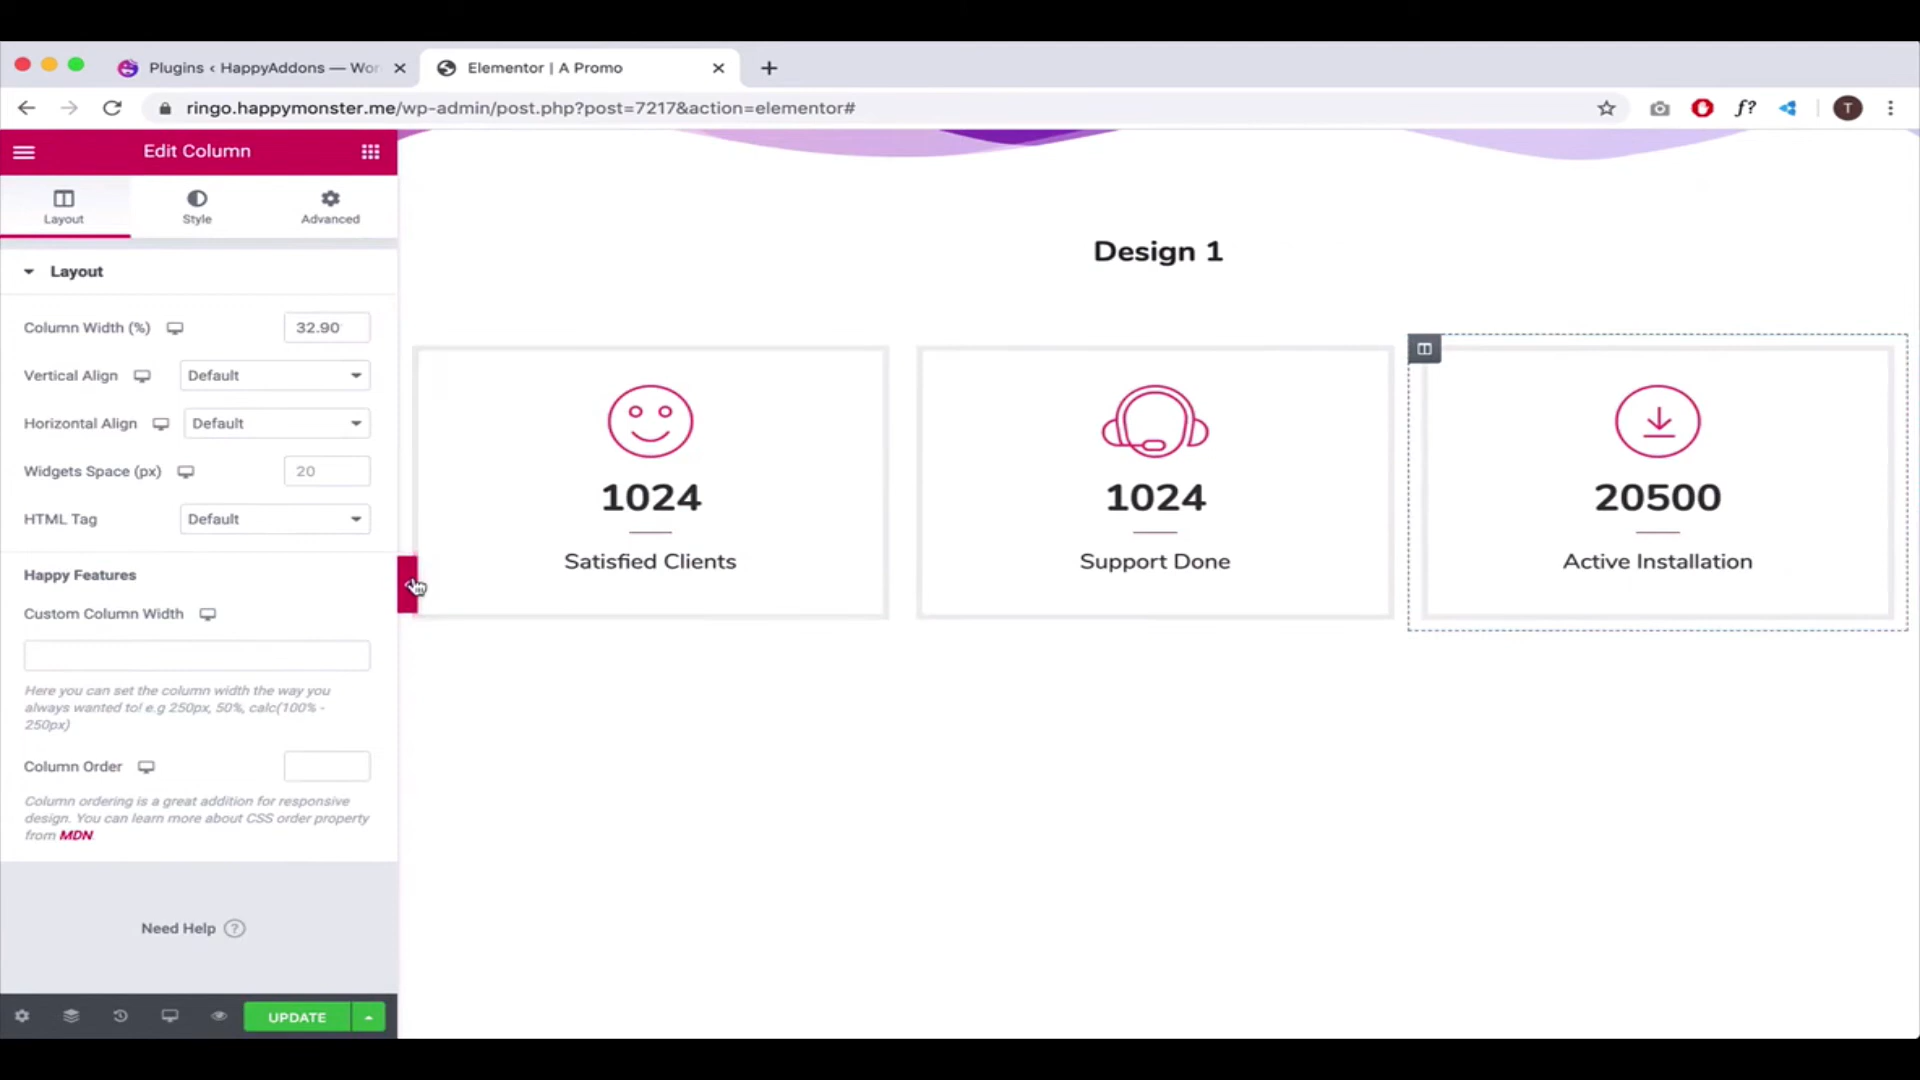 Plugins ‹ HappyAddons — Wor
Elementor | A Promo
ringo.happymonster.me/wp-admin/post.php?post=7217&action=elementor#
f?
T
Edit Column
Layout
Style
Advanced
Layout
Column Width (%)
32.90
Vertical Align
Default
Horizontal Align
Default
Widgets Space (px)
20
HTML Tag
Default
Happy Features
Custom Column Width
Here you can set the column width the way you
always wanted to! e.g 250px, 50%, calc(100% -
250px)
Column Order
Column ordering is a great addition for responsive
design. You can learn more about CSS order property
from MDN
Need Help ?
UPDATE
Design 1
1024
Satisfied Clients
1024
Support Done
20500
Active Installation